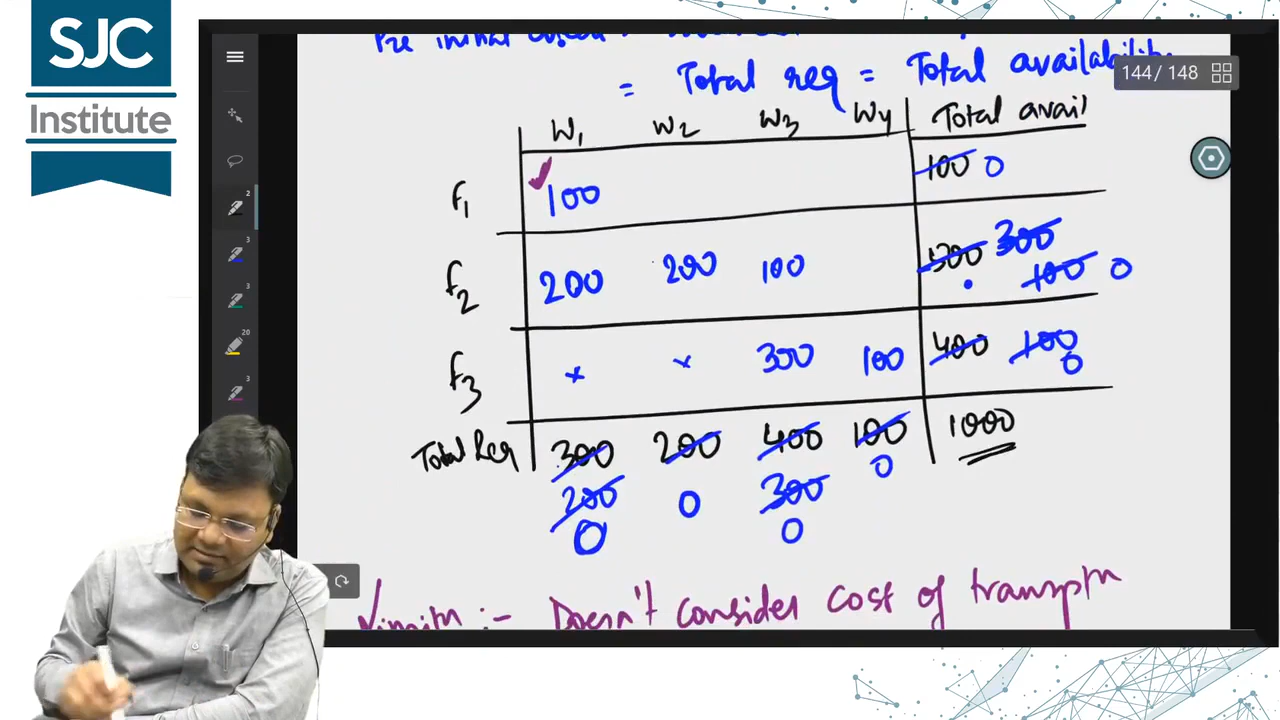 SJC
Institute
= Total req = Total availability
144 / 148
W1 W2 W3 W4 Total avail
F1 100 100 0
F2 200 200 100 500 300 100 0
F3 × × 300 100 400 100 0
Total Req 300 200 400 100 1000
200 0 300 0
0 0
:- Doesn't consider cost of